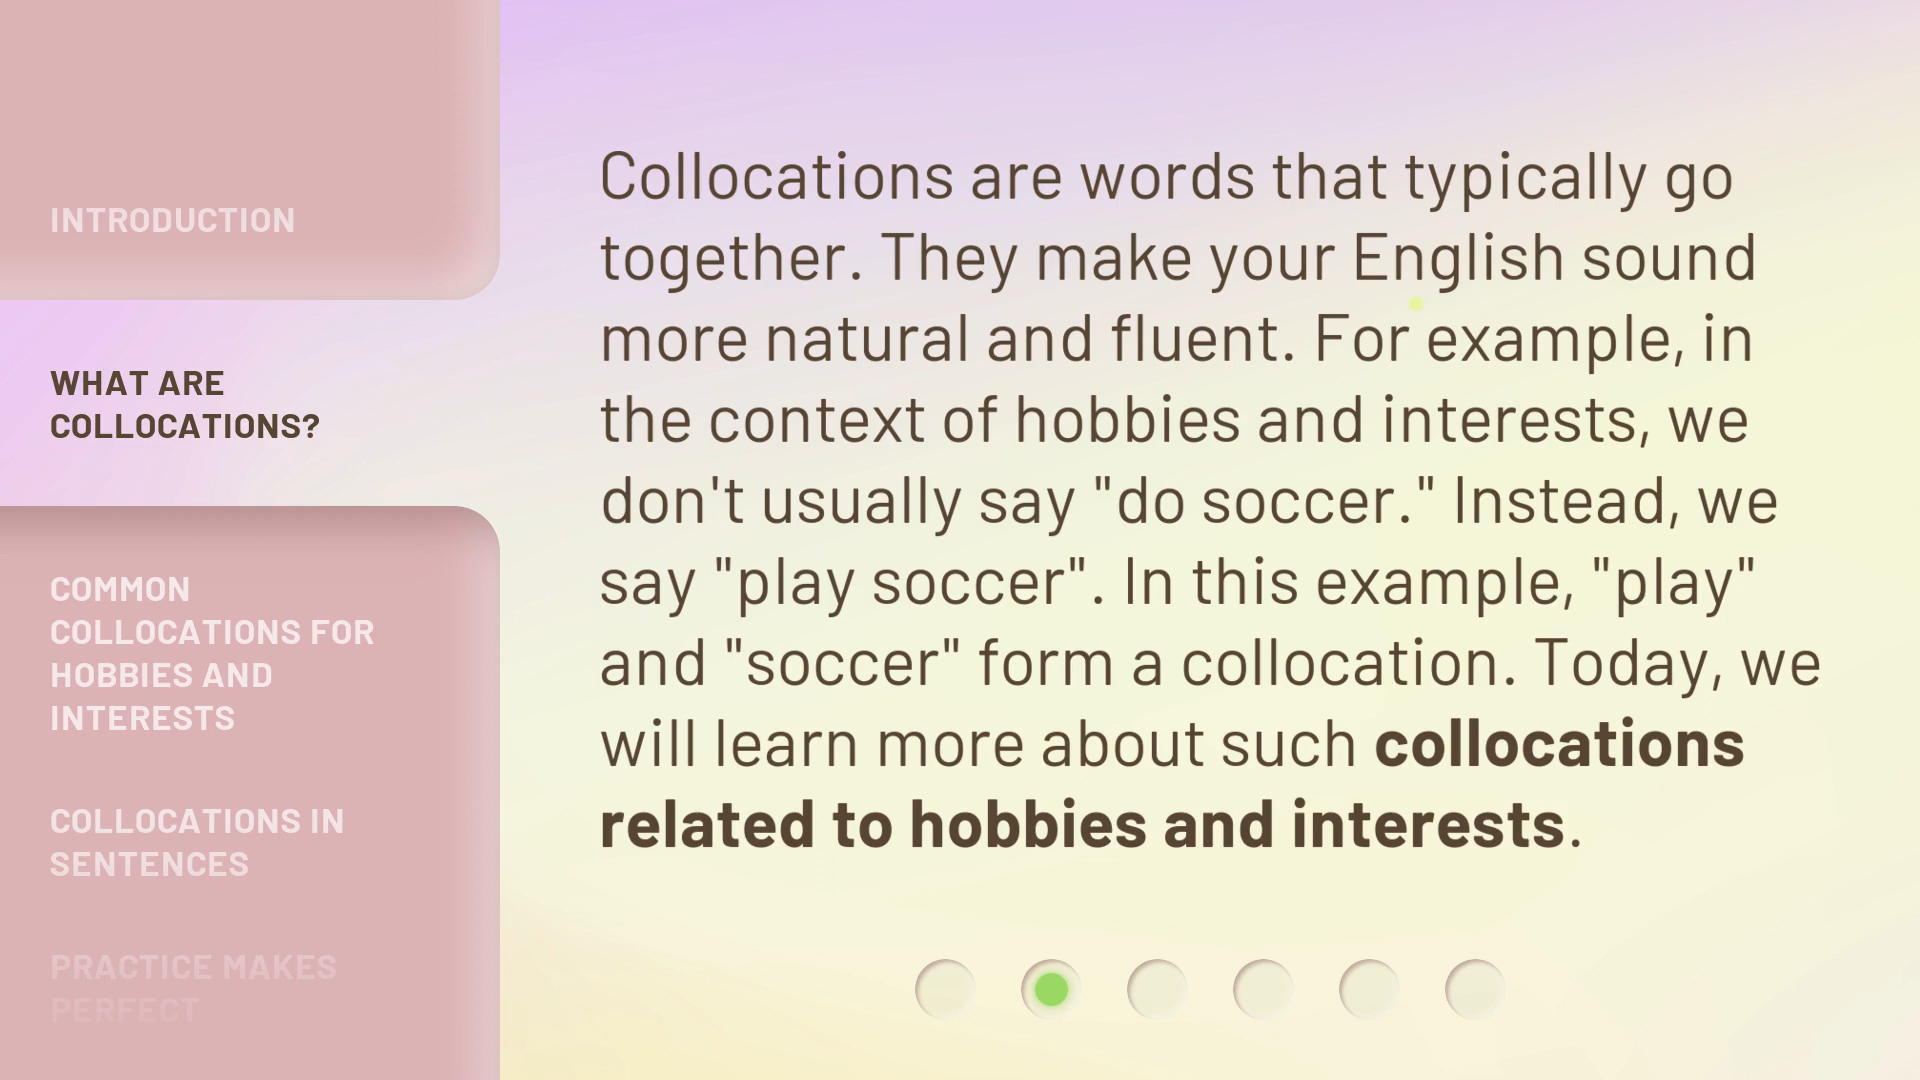 INTRODUCTION
WHAT ARE
COLLOCATIONS?
COMMON
COLLOCATIONS FOR
HOBBIES AND
INTERESTS
COLLOCATIONS IN
SENTENCES
PRACTICE MAKES
PERFECT
Collocations are words that typically go
together. They make your English sound
more natural and fluent. For example, in
the context of hobbies and interests, we
don't usually say "do soccer." Instead, we
say "play soccer". In this example, "play"
and "soccer" form a collocation. Today, we
will learn more about such collocations
related to hobbies and interests.